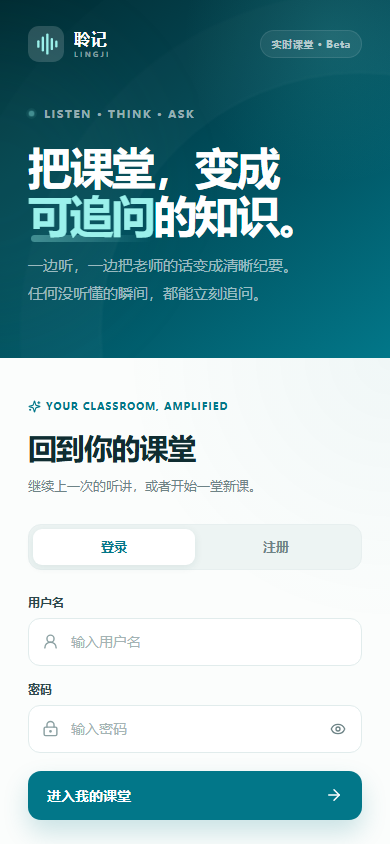 聆记
LINGJI
实时课堂 • Beta
LISTEN • THINK • ASK
把课堂，变成
可追问的知识。
一边听，一边把老师的话变成清晰纪要。
任何没听懂的瞬间，都能立刻追问。
YOUR CLASSROOM, AMPLIFIED
回到你的课堂
继续上一次的听讲，或者开始一堂新课。
登录
注册
用户名
输入用户名
密码
输入密码
进入我的课堂